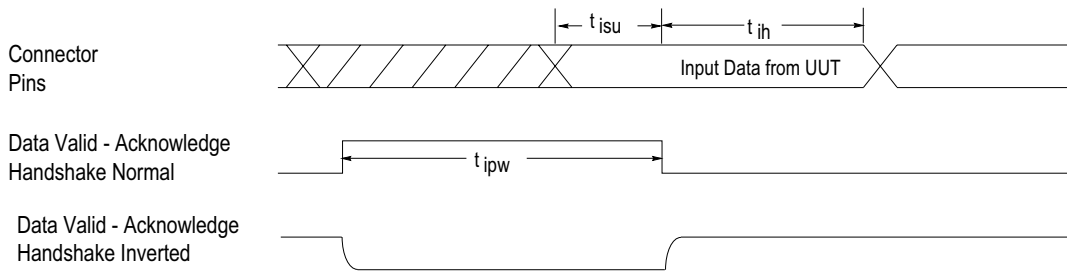 t isu
t ih
Connector
Pins
Input Data from UUT
Data Valid - Acknowledge
Handshake Normal
t ipw
Data Valid - Acknowledge
Handshake Inverted